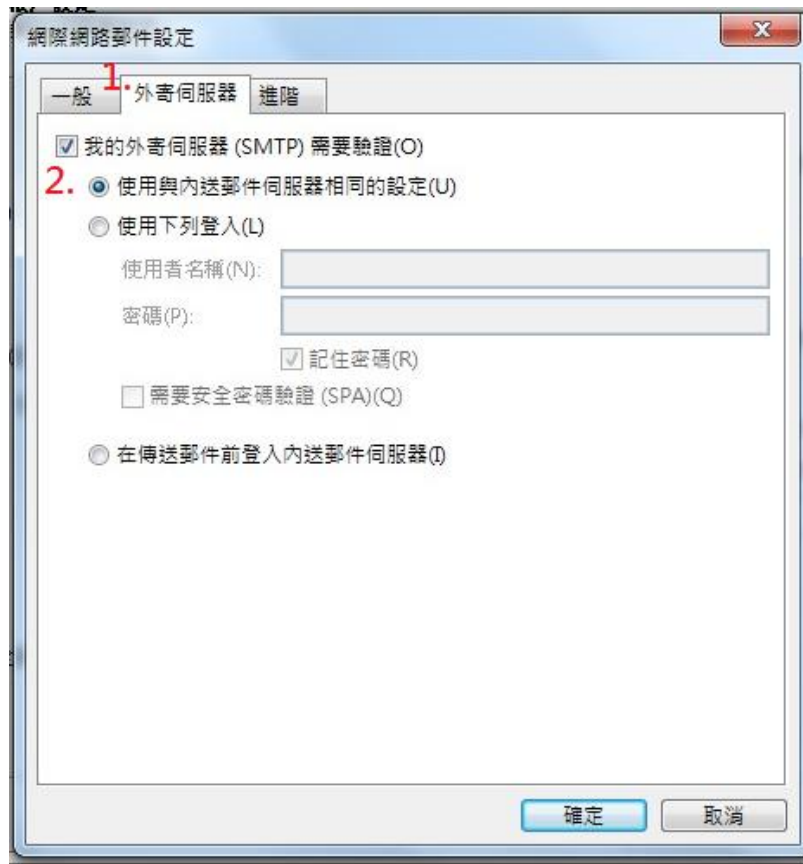 網際網路郵件設定
1.
一般 外寄伺服器 進階
我的外寄伺服器 (SMTP) 需要驗證(O)
2. 使用與內送郵件伺服器相同的設定(U)
使用下列登入(L)
使用者名稱(N):
密碼(P):
記住密碼(R)
需要安全密碼驗證 (SPA)(Q)
在傳送郵件前登入內送郵件伺服器(I)
確定 取消